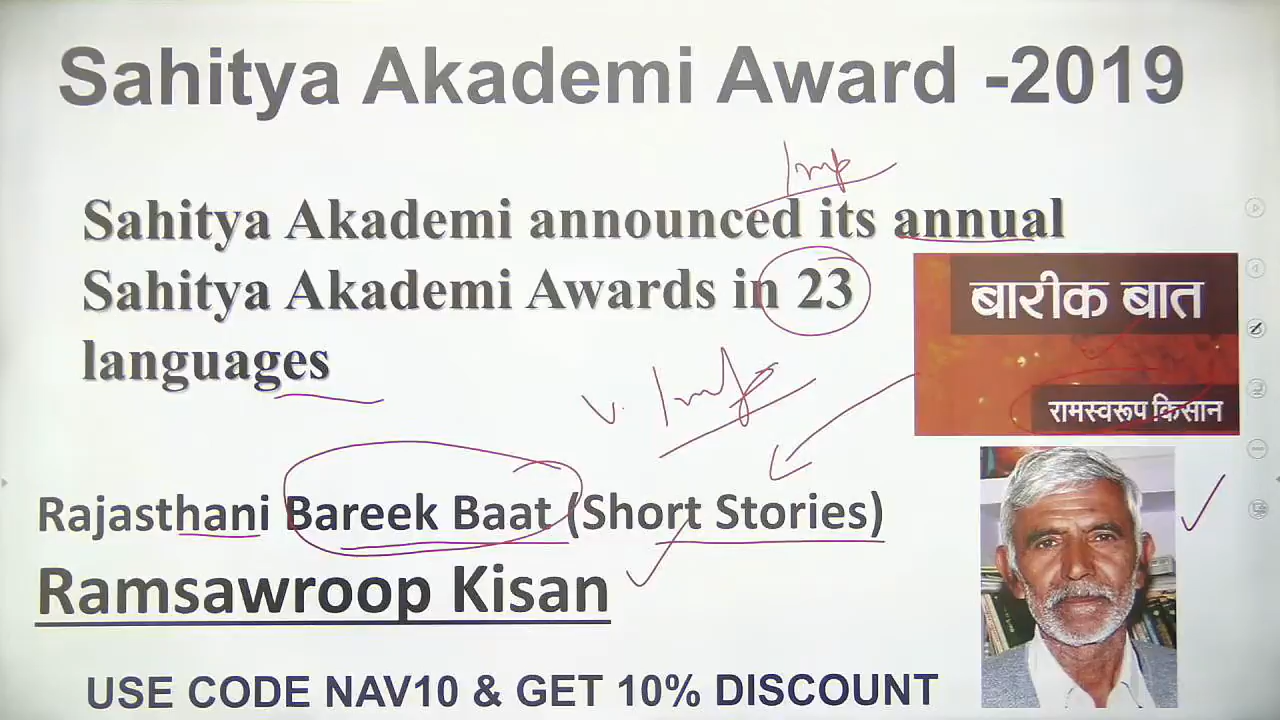 Sahitya Akademi Award -2019
Imp
Sahitya Akademi announced its annual
Sahitya Akademi Awards in 23
languages
बारीक बात
रामस्वरूप किसान
v. Imp
Rajasthani Bareek Baat (Short Stories)
Ramsawroop Kisan
USE CODE NAV10 & GET 10% DISCOUNT